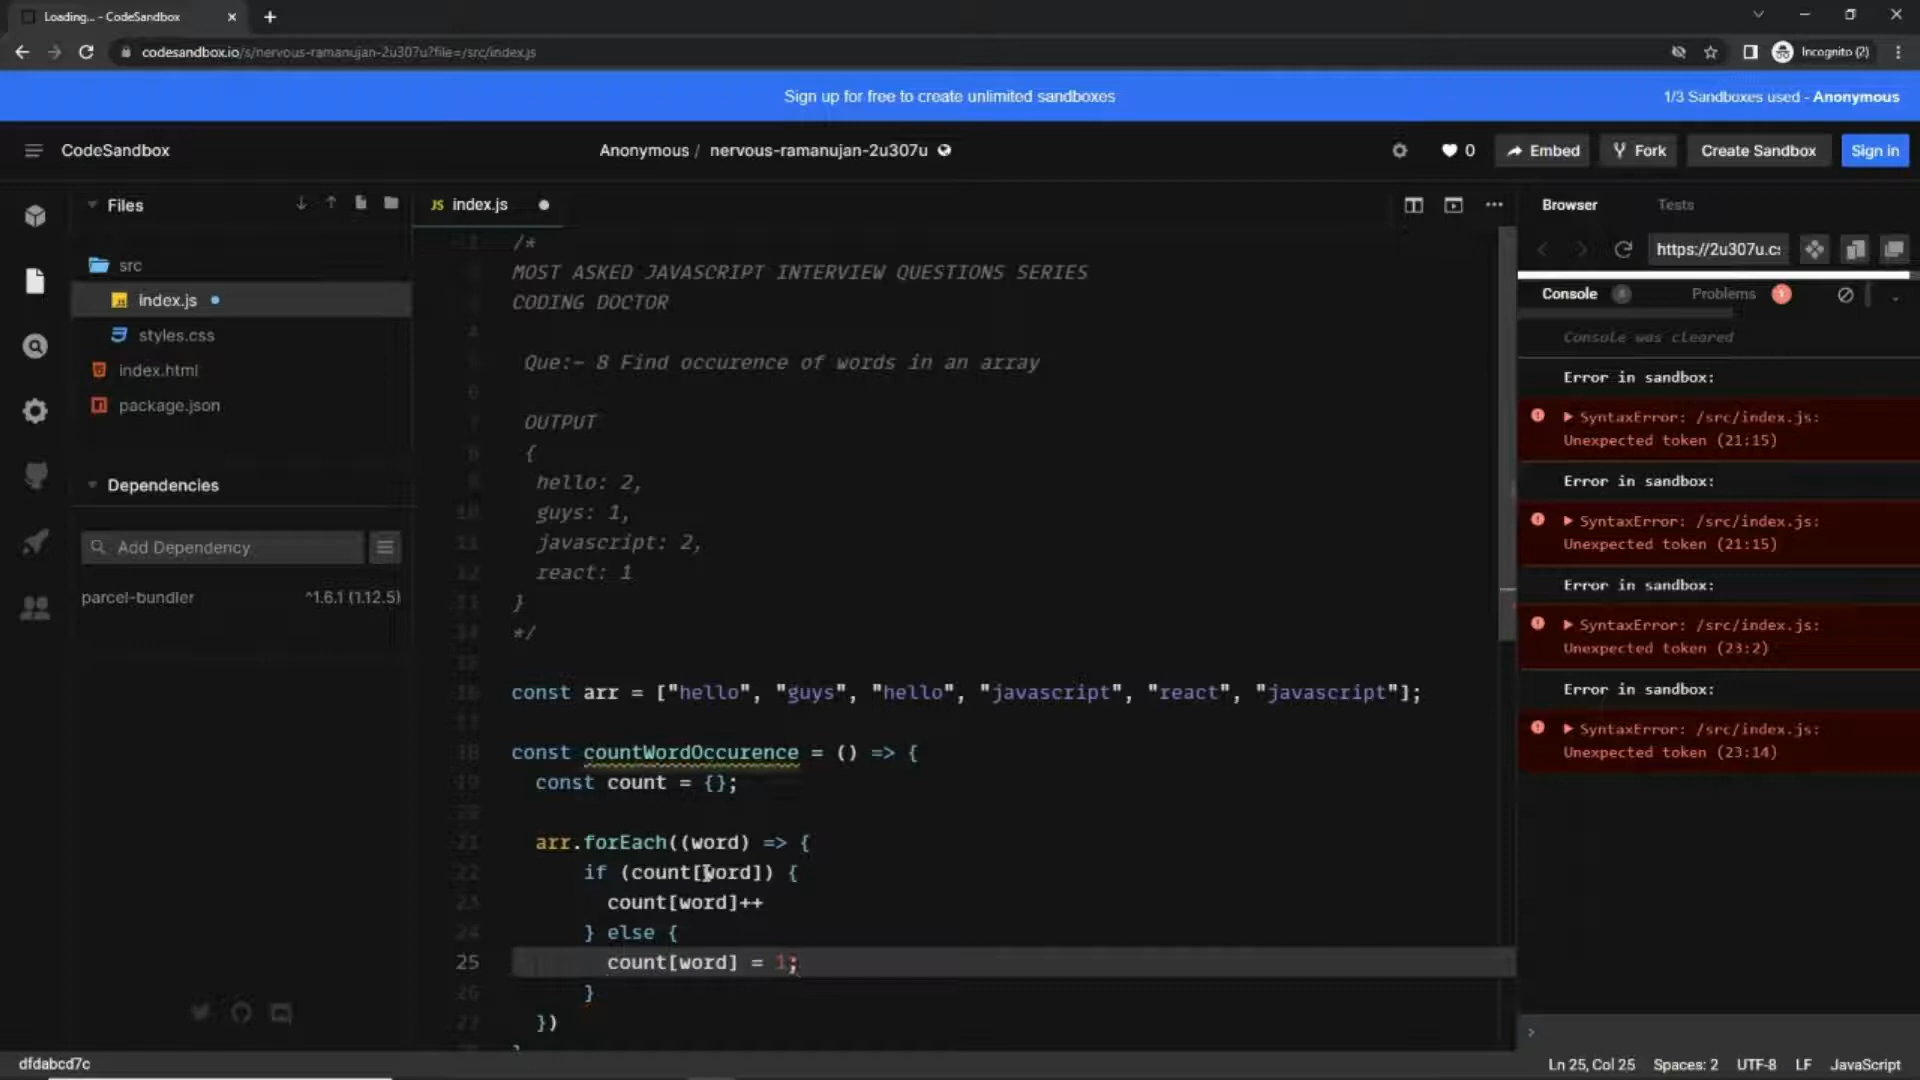 Loading... - CodeSandbox
codesandbox.io/s/nervous-ramanujan-2u307u?file=/src/index.js
Incognito (2)
Sign up for free to create unlimited sandboxes
1/3 Sandboxes used - Anonymous
CodeSandbox
Anonymous / nervous-ramanujan-2u307u
0
Embed
Fork
Create Sandbox
Sign in
Files
src
index.js
styles.css
index.html
package.json
Dependencies
Add Dependency
parcel-bundler ^1.6.1 (1.12.5)
JS index.js
/*
MOST ASKED JAVASCRIPT INTERVIEW QUESTIONS SERIES
CODING DOCTOR
Que:- 8 Find occurence of words in an array
OUTPUT
{
hello: 2,
guys: 1,
javascript: 2,
react: 1
}
*/
const arr = ["hello", "guys", "hello", "javascript", "react", "javascript"];
const countWordOccurence = () => {
const count = {};
arr.forEach((word) => {
if (count[word]) {
count[word]++
} else {
25 count[word] = 1;
}
})
Browser
Tests
https://2u307u.cs
Console
Problems
Console was cleared
Error in sandbox:
SyntaxError: /src/index.js:
Unexpected token (21:15)
Error in sandbox:
SyntaxError: /src/index.js:
Unexpected token (21:15)
Error in sandbox:
SyntaxError: /src/index.js:
Unexpected token (23:2)
Error in sandbox:
SyntaxError: /src/index.js:
Unexpected token (23:14)
dfdabcd7c
Ln 25, Col 25 Spaces: 2 UTF-8 LF JavaScript